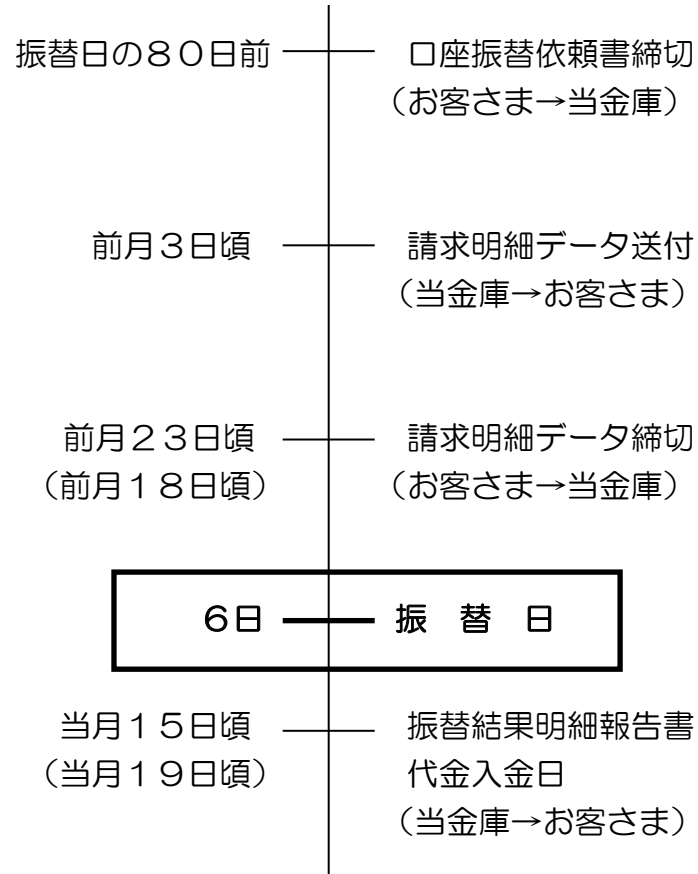 振替日の８０日前
口座振替依頼書締切
（お客さま→当金庫）
前月３日頃
請求明細データ送付
（当金庫→お客さま）
前月２３日頃
（前月１８日頃）
請求明細データ締切
（お客さま→当金庫）
６日
振　替　日
当月１５日頃
（当月１９日頃）
振替結果明細報告書
代金入金日
（当金庫→お客さま）